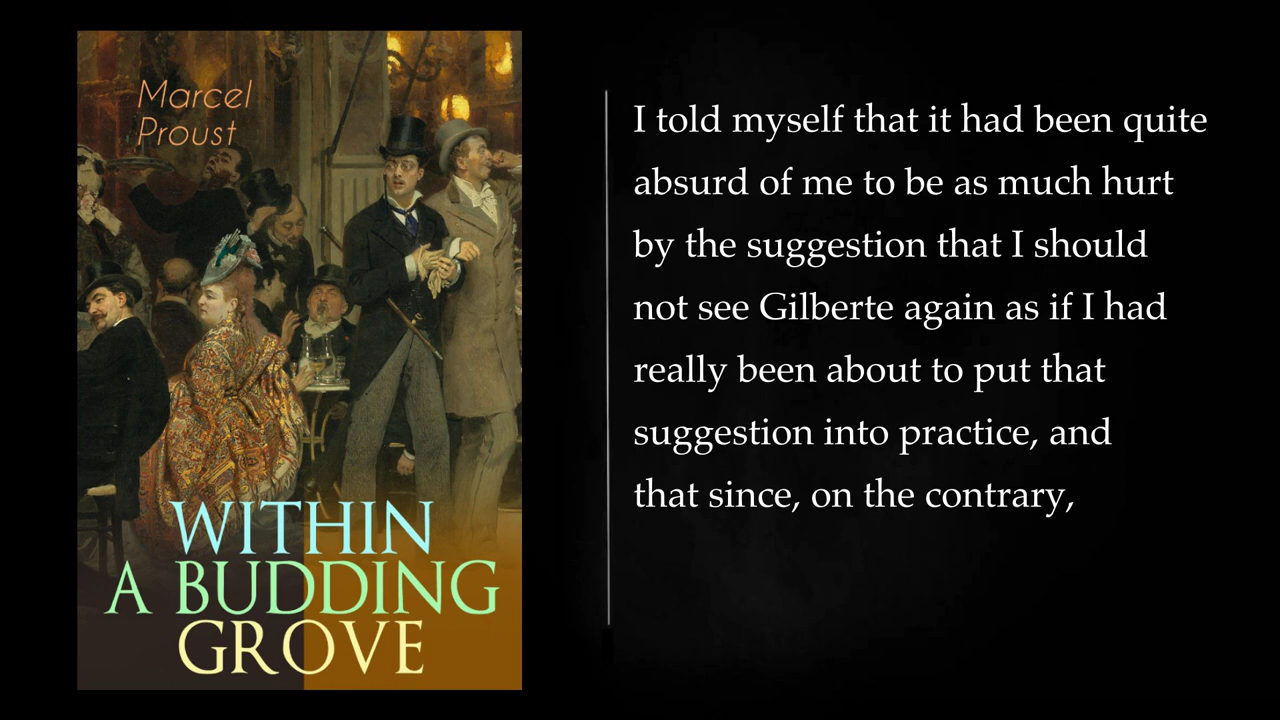 Marcel
Proust
WITHIN
A BUDDING
GROVE
I told myself that it had been quite
absurd of me to be as much hurt
by the suggestion that I should
not see Gilberte again as if I had
really been about to put that
suggestion into practice, and
that since, on the contrary,